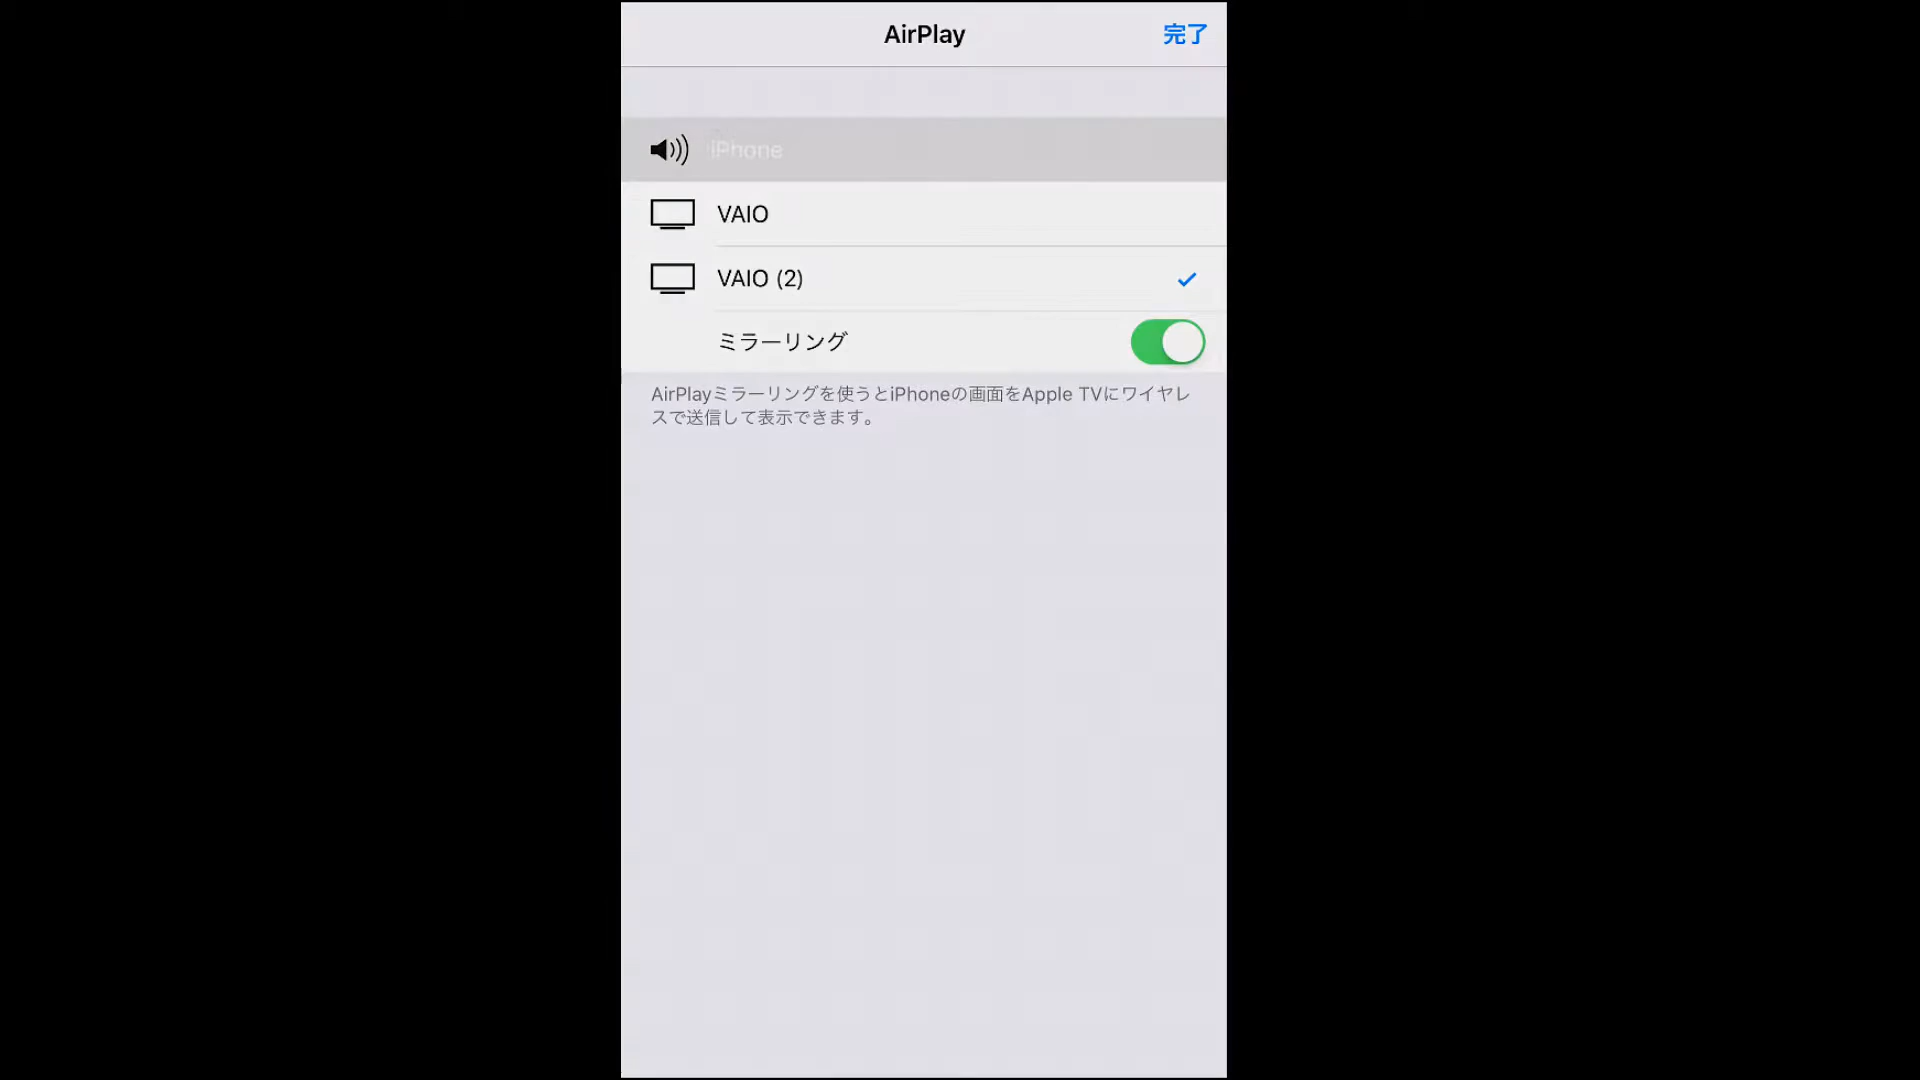 AirPlay
完了
iPhone
VAIO
VAIO (2)
ミラーリング
AirPlayミラーリングを使うとiPhoneの画面をApple TVにワイヤレ
スで送信して表示できます。